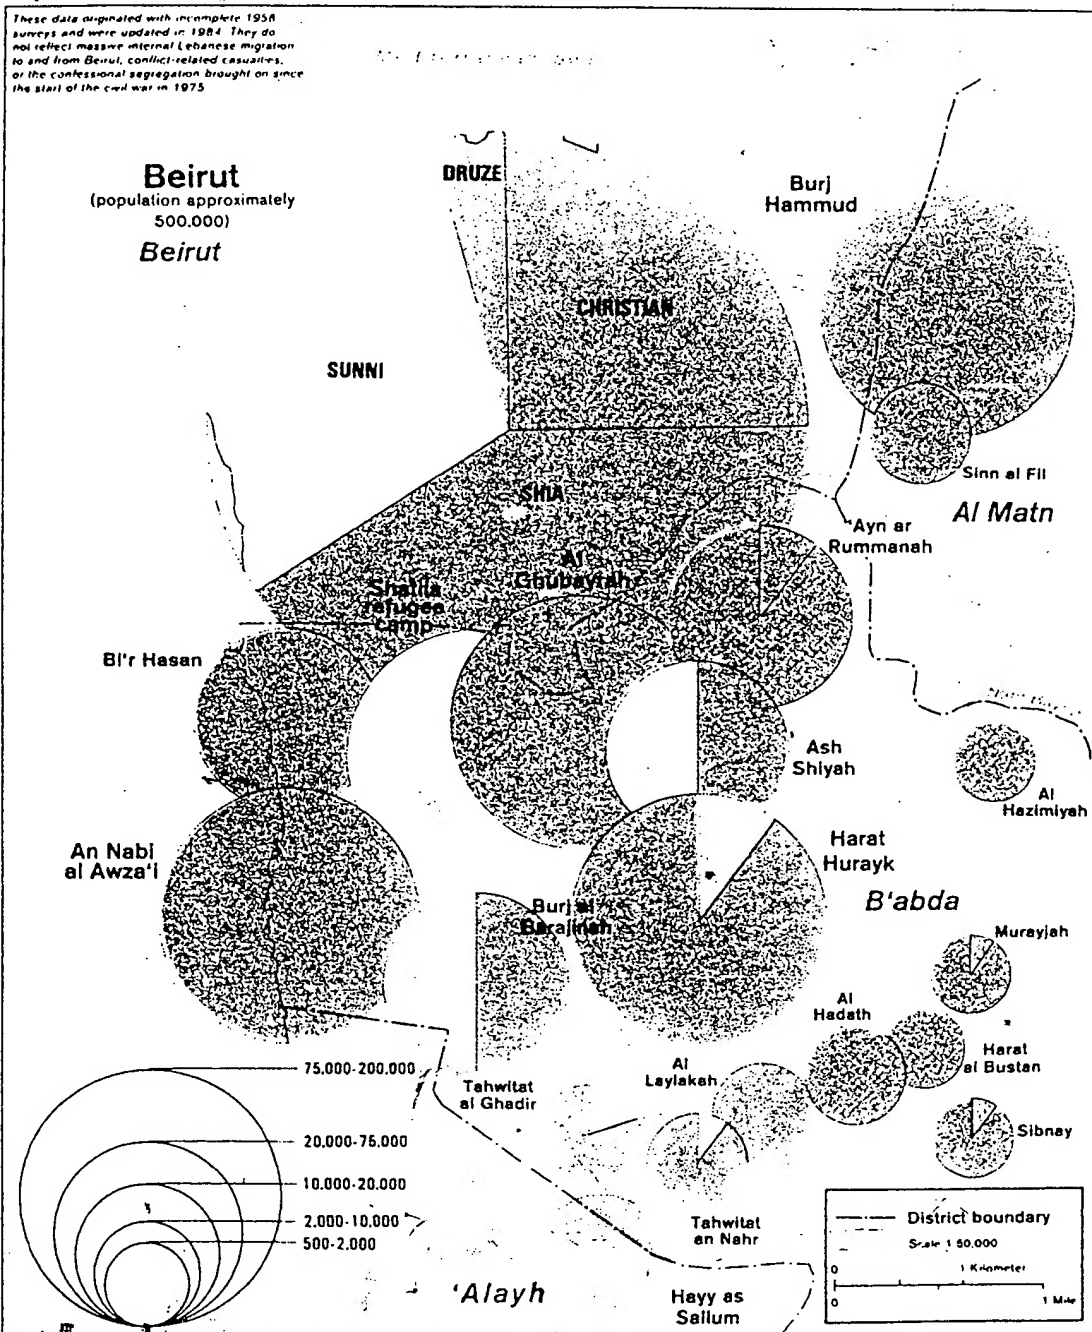 These data originated with incomplete 1958
surveys and were updated in 1984. They do
not reflect massive internal Lebanese migration
to and from Beirut, conflict-related casualties,
or the confessional segregation brought on since
the start of the civil war in 1975
Beirut
(population approximately
500.000)
Beirut
DRUZE
Burj
Hammud
CHRISTIAN
SUNNI
Sinn al Fil
Al Matn
SHIA
'Ayn ar
Rummanah
Al
Ghubayrah
Shatila
refugee
camp
Bi'r Hasan
Ash
Shiyah
Al
Hazimiyah
An Nabi
al Awza'i
Harat
Hurayk
B'abda
Burj al
Barajinah
Murayjah
Al
Hadath
Harat
al Bustan
Al
Laylakah
Tahwitat
al Ghadir
Sibnay
75.000-200.000
20.000-75.000
10.000-20.000
2.000-10.000
500-2.000
Tahwitat
an Nahr
'Alayh
Hayy as
Sallum
District boundary
Scale 1:50,000
0 1 Kilometer
0 1 Mile